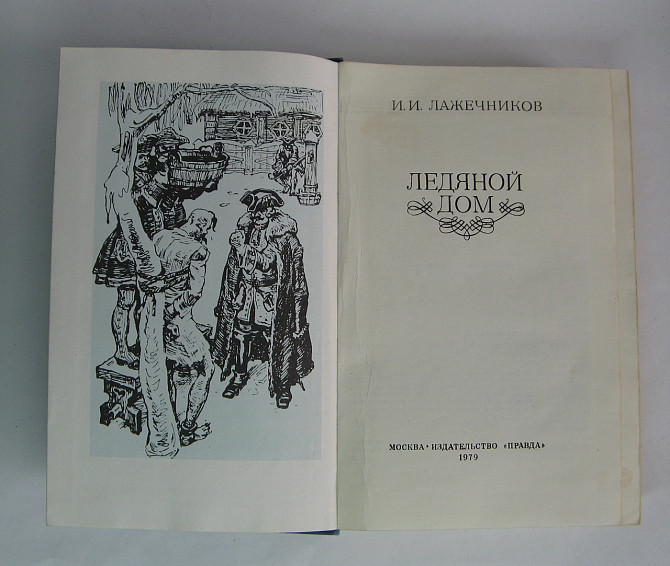 И. И. ЛАЖЕЧНИКОВ
ЛЕДЯНОЙ
ДОМ
МОСКВА · ИЗДАТЕЛЬСТВО «ПРАВДА»
1979